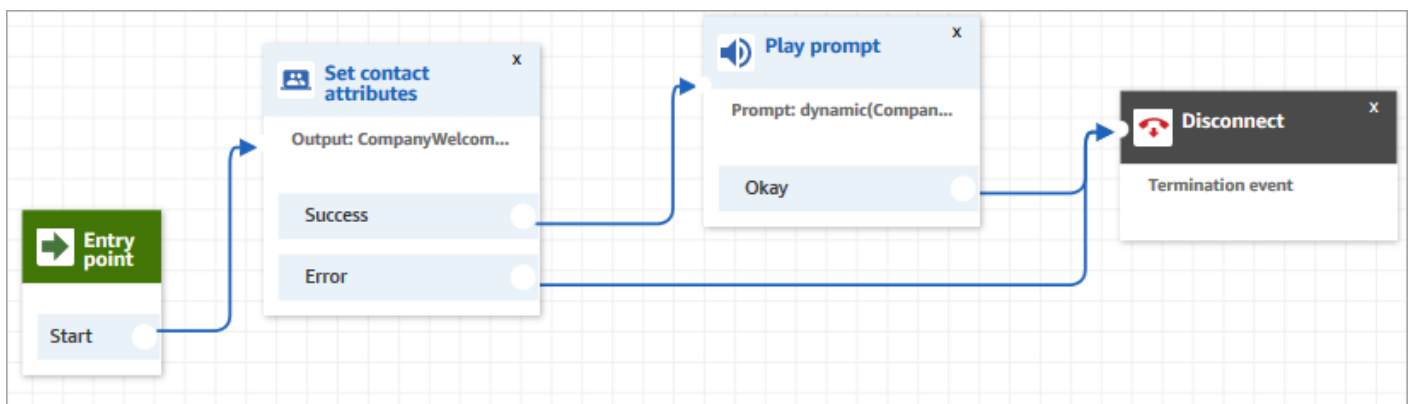 Entry
point
Start
x
Set contact
attributes
Output: CompanyWelcom...
Success
Error
x
Play prompt
Prompt: dynamic(Compan...
Okay
x
Disconnect
Termination event